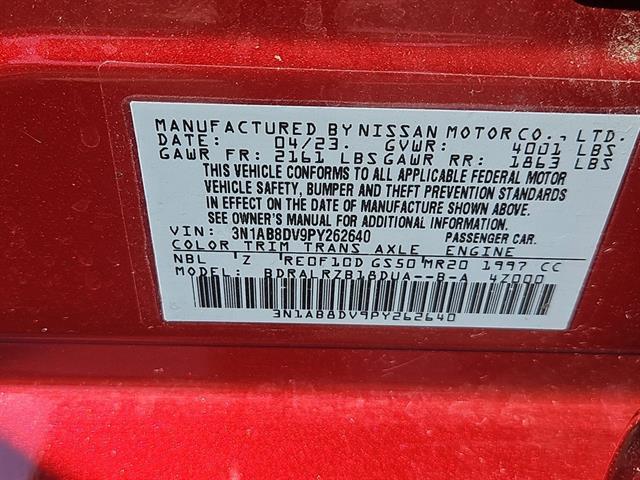 MANUFACTURED BY NISSAN MOTOR CO., LTD.
DATE: 04/23. GVWR: 4001 LBS
GAWR FR: 2161 LBS GAWR RR: 1863 LBS
THIS VEHICLE CONFORMS TO ALL APPLICABLE FEDERAL MOTOR
VEHICLE SAFETY, BUMPER AND THEFT PREVENTION STANDARDS
IN EFFECT ON THE DATE OF MANUFACTURE SHOWN ABOVE.
SEE OWNER'S MANUAL FOR ADDITIONAL INFORMATION.
VIN: 3N1AB8DV9PY262640 PASSENGER CAR.
COLOR TRIM TRANS AXLE ENGINE
NBL Z RE0F10D GS50 MR20 1997 CC
MODEL: BDRALRZB18DUA--B-A 4Z000
3N1AB8DV9PY262640